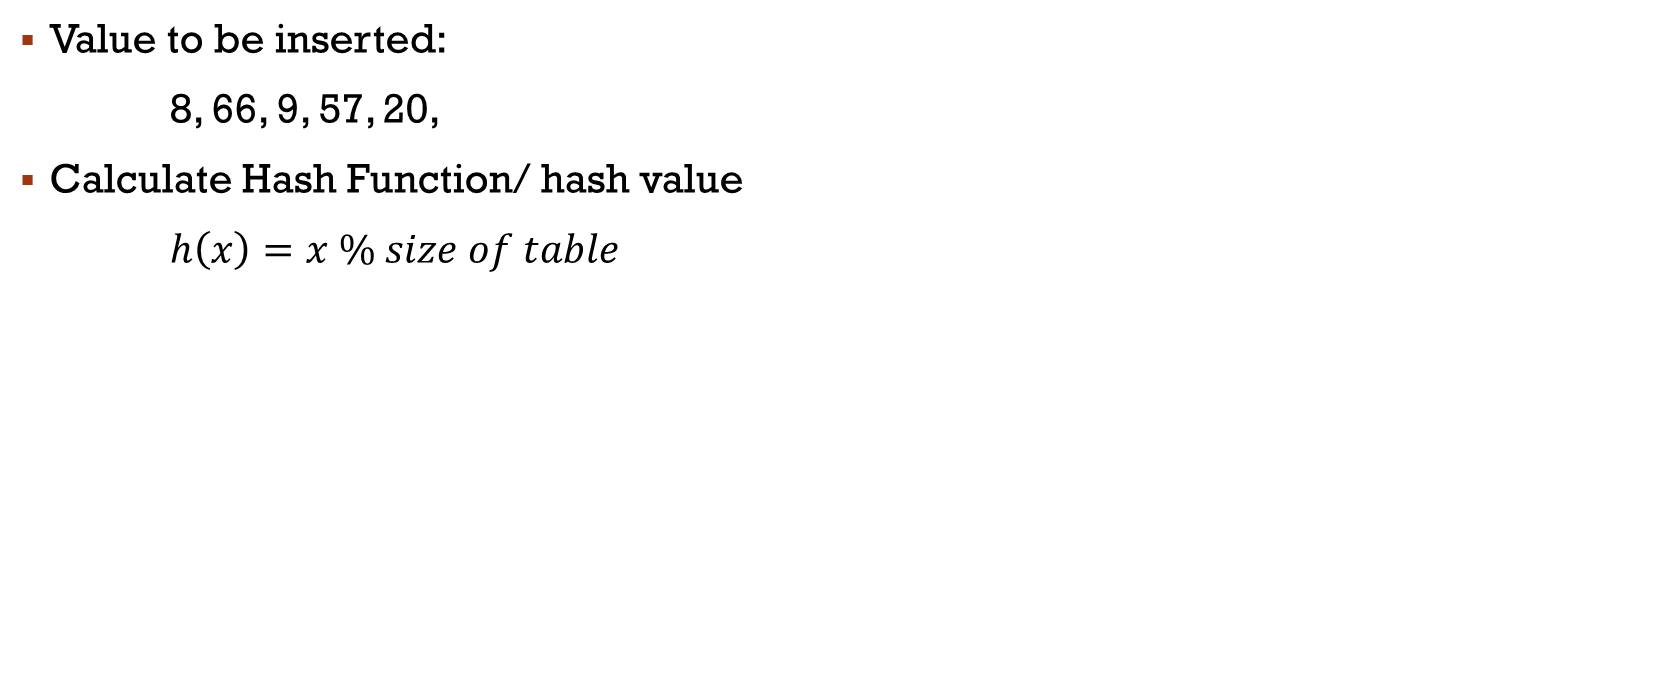 ▪ Value to be inserted:
8, 66, 9, 57, 20,
▪ Calculate Hash Function/ hash value
ℎ(𝑥) = 𝑥 % 𝑠𝑖𝑧𝑒 𝑜𝑓 𝑡𝑎𝑏𝑙𝑒